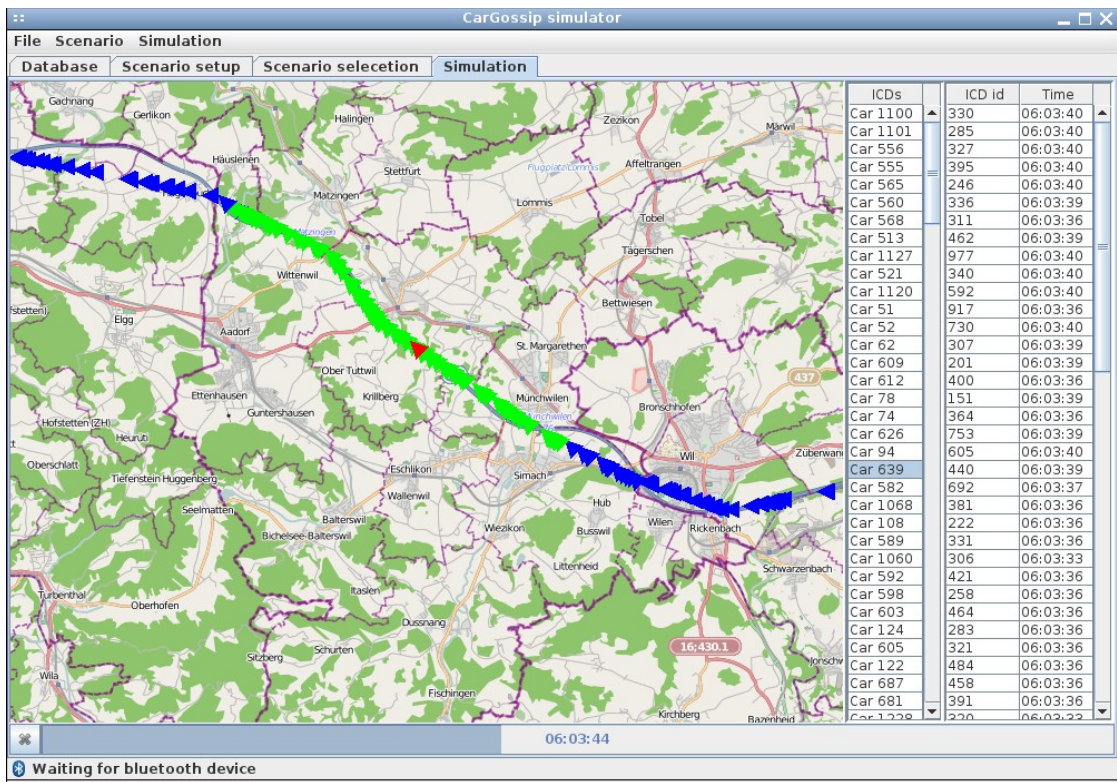 CarGossip simulator
File Scenario Simulation
Database Scenario setup Scenario selecetion Simulation
Gachnang
Gerlikon
Halingen
Zezikon
Märwil
Häuslenen
Stettfurt
Flugplatz Lommis
Affeltrangen
Matzingen
Lommis
Tobel
Matzingen
Tägerschen
Wittenwil
Elgg
Aadorf
Bettwiesen
St. Margarethen
Ober Tuttwil
437
Ettenhausen
Krillberg
Münchwilen
Bronschhofen
Guntershausen
Hofstetten (ZH)
Heurüti
Wil
Oberschlatt
Eschlikon
Sirnach
Tiefenstein Huggenberg
Wallenwil
Hub
Seelmatten
Balterswil
Wiezikon
Busswil
Wilen
Rickenbach
Bichelsee-Balterswil
Littenheid
Schwarzenbach
Turbenthal
Itaslen
Oberhofen
Dussnang
Schurten
16;430.1
Sitzberg
Wila
Fischingen
Kirchberg
Bazenheid
ICDs ICD id Time
Car 1100 330 06:03:40
Car 1101 285 06:03:40
Car 556 327 06:03:40
Car 555 395 06:03:40
Car 565 246 06:03:40
Car 560 336 06:03:39
Car 568 311 06:03:36
Car 513 462 06:03:39
Car 1127 977 06:03:40
Car 521 340 06:03:40
Car 1120 592 06:03:40
Car 51 917 06:03:36
Car 52 730 06:03:40
Car 62 307 06:03:39
Car 609 201 06:03:39
Car 612 400 06:03:36
Car 78 151 06:03:39
Car 74 364 06:03:36
Car 626 753 06:03:39
Car 94 605 06:03:40
Car 639 440 06:03:39
Car 582 692 06:03:37
Car 1068 381 06:03:36
Car 108 222 06:03:36
Car 589 331 06:03:36
Car 1060 306 06:03:33
Car 592 421 06:03:36
Car 598 258 06:03:36
Car 603 464 06:03:36
Car 124 283 06:03:36
Car 605 321 06:03:36
Car 122 484 06:03:36
Car 687 458 06:03:36
Car 681 391 06:03:36
Car 1228 320 06:03:33
06:03:44
Waiting for bluetooth device